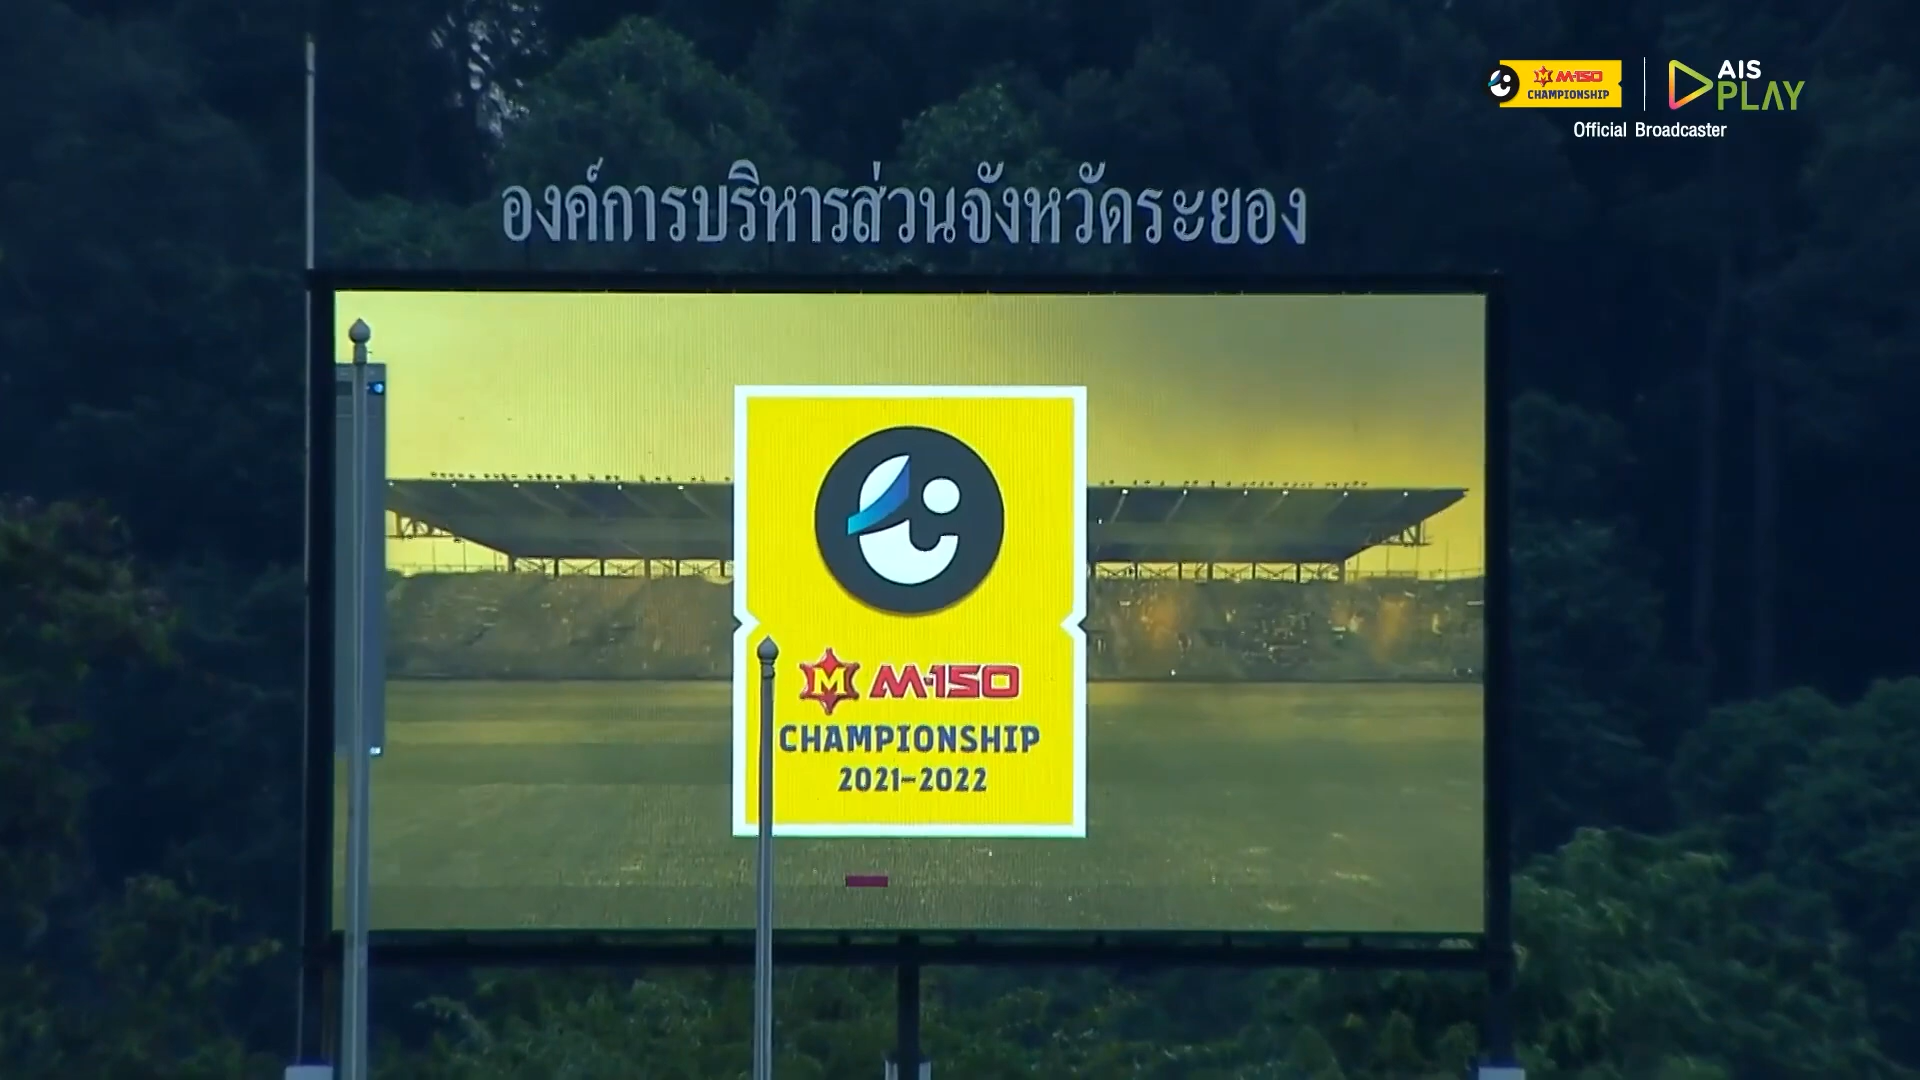 M-150
CHAMPIONSHIP
AIS
PLAY
Official Broadcaster
องค์การบริหารส่วนจังหวัดระยอง
M M-150
CHAMPIONSHIP
2021-2022